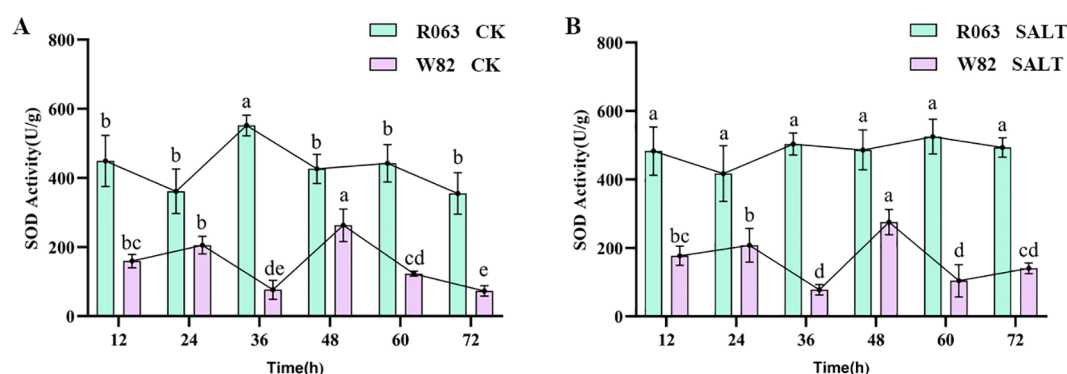 A
R063 CK
W82 CK
SOD Activity(U/g)
800
600
400
200
0
b
b
a
b
b
b
bc
b
de
a
cd
e
12 24 36 48 60 72
Time(h)
B
R063 SALT
W82 SALT
SOD Activity(U/g)
800
600
400
200
0
a
a
a
a
a
a
bc
b
d
a
d
cd
12 24 36 48 60 72
Time(h)